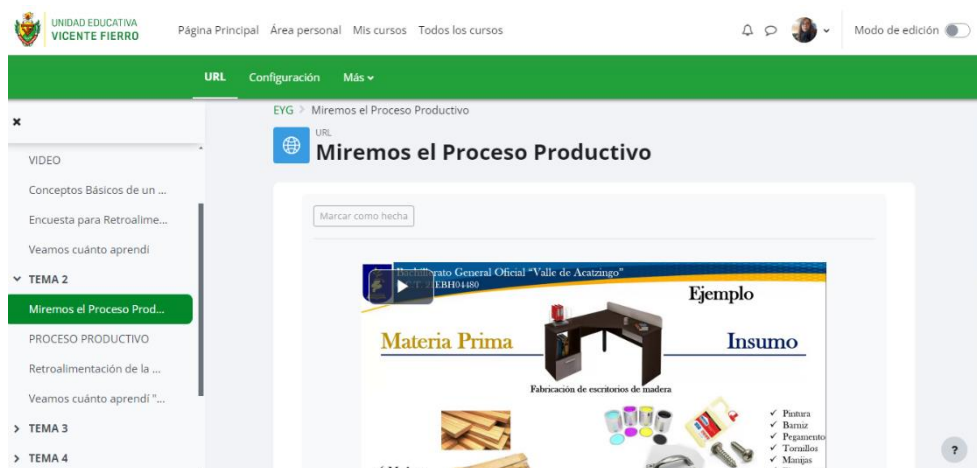 UNIDAD EDUCATIVA
VICENTE FIERRO
Página Principal Área personal Mis cursos Todos los cursos
Modo de edición
URL Configuración Más
EYG > Miremos el Proceso Productivo
URL
Miremos el Proceso Productivo
VIDEO
Conceptos Básicos de un ...
Encuesta para Retroalime...
Veamos cuánto aprendí
TEMA 2
Miremos el Proceso Prod...
PROCESO PRODUCTIVO
Retroalimentación de la ...
Veamos cuánto aprendí "...
TEMA 3
TEMA 4
Marcar como hecha
General Oficial "Valle de Acatzingo"
Ejemplo
Materia Prima
Insumo
Fabricación de escritorios de madera
✓ Pintura
✓ Barniz
✓ Pegamento
✓ Tornillos
✓ Manijas
?